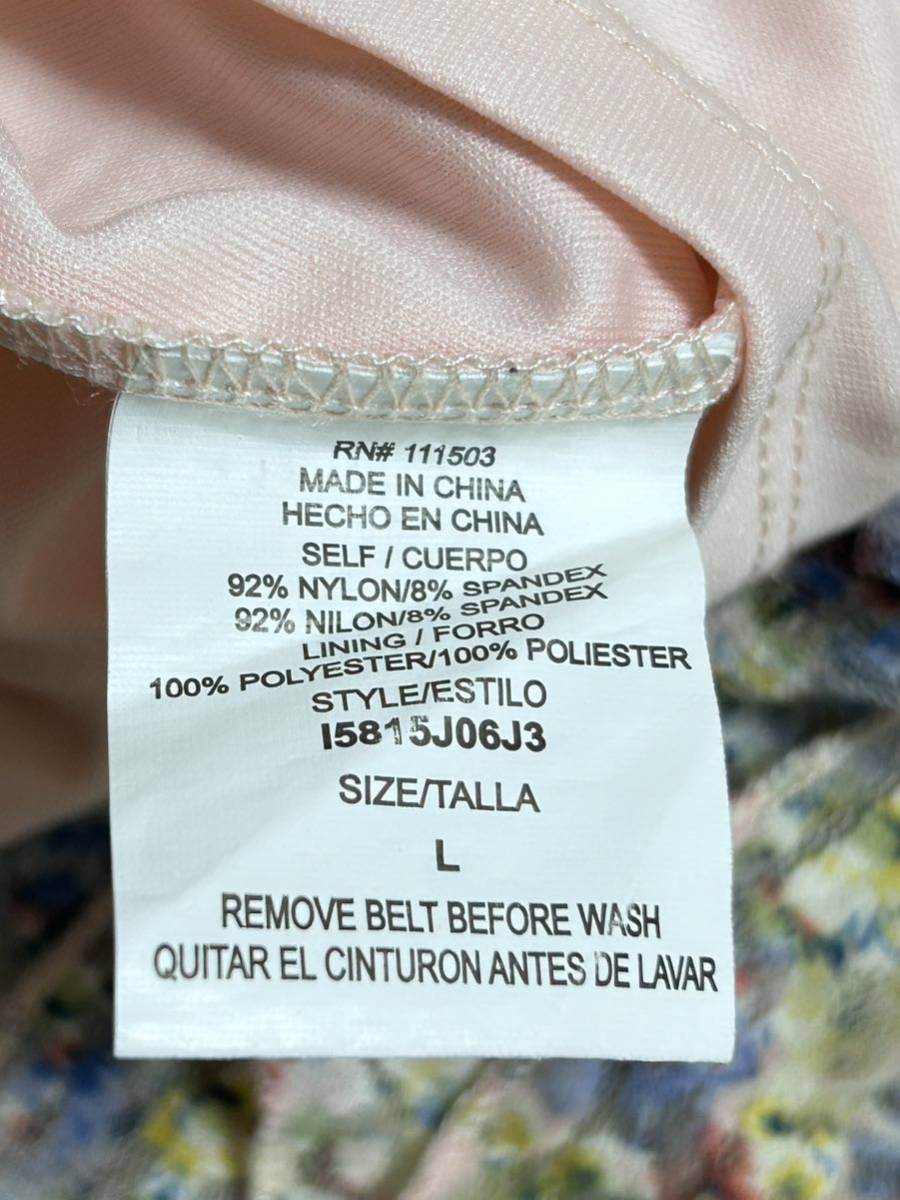 RN# 111503
MADE IN CHINA
HECHO EN CHINA
SELF / CUERPO
92% NYLON/8% SPANDEX
92% NILON/8% SPANDEX
LINING / FORRO
100% POLYESTER/100% POLIESTER
STYLE/ESTILO
I5815J06J3
SIZE/TALLA
L
REMOVE BELT BEFORE WASH
QUITAR EL CINTURON ANTES DE LAVAR